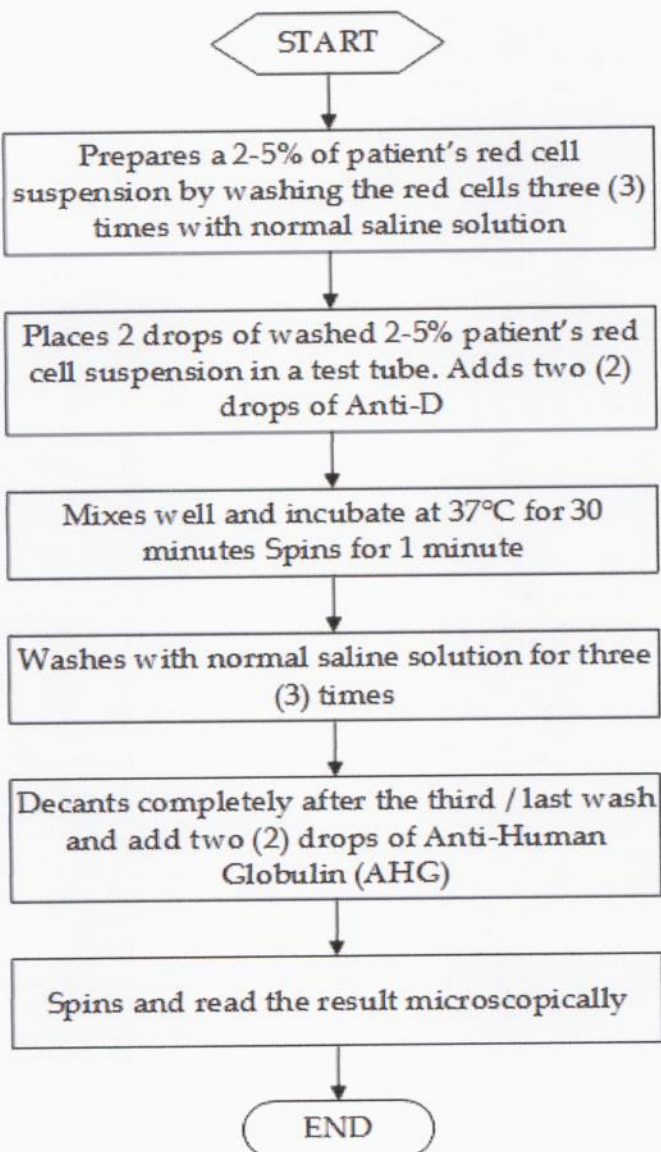 START
Prepares a 2-5% of patient's red cell
suspension by washing the red cells three (3)
times with normal saline solution
Places 2 drops of washed 2-5% patient's red
cell suspension in a test tube. Adds two (2)
drops of Anti-D
Mixes well and incubate at 37°C for 30
minutes Spins for 1 minute
Washes with normal saline solution for three
(3) times
Decants completely after the third / last wash
and add two (2) drops of Anti-Human
Globulin (AHG)
Spins and read the result microscopically
END